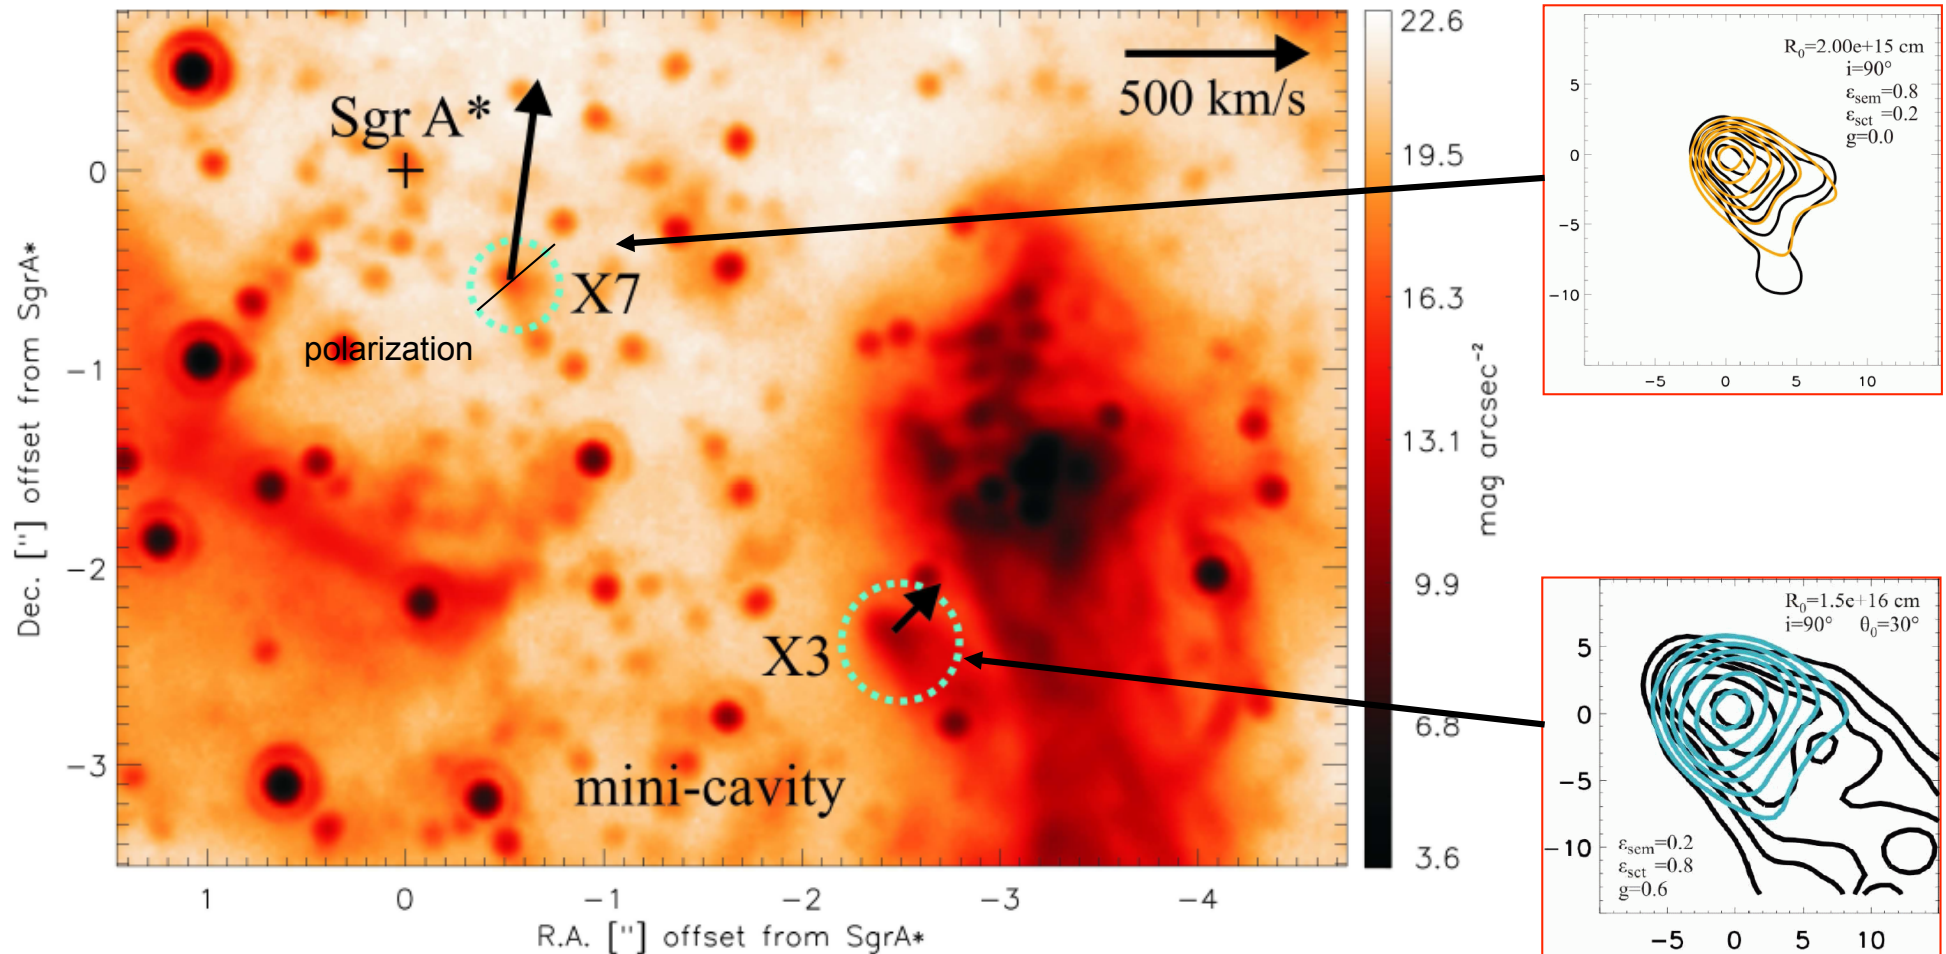 Sgr A*
500 km/s
X7
polarization
X3
mini-cavity
0
−1
−2
−3
Dec. ["] offset from SgrA*
1
0
−1
−2
−3
−4
R.A. ["] offset from SgrA*
22.6
19.5
16.3
13.1
9.9
6.8
3.6
mag arcsec⁻²
R₀=2.00e+15 cm
i=90°
εsem=0.8
εsct =0.2
g=0.0
5
0
−5
−10
−5
0
5
10
R₀=1.5e+16 cm
i=90° θ₀=30°
5
0
−5
−10
εsem=0.2
εsct =0.8
g=0.6
−5
0
5
10